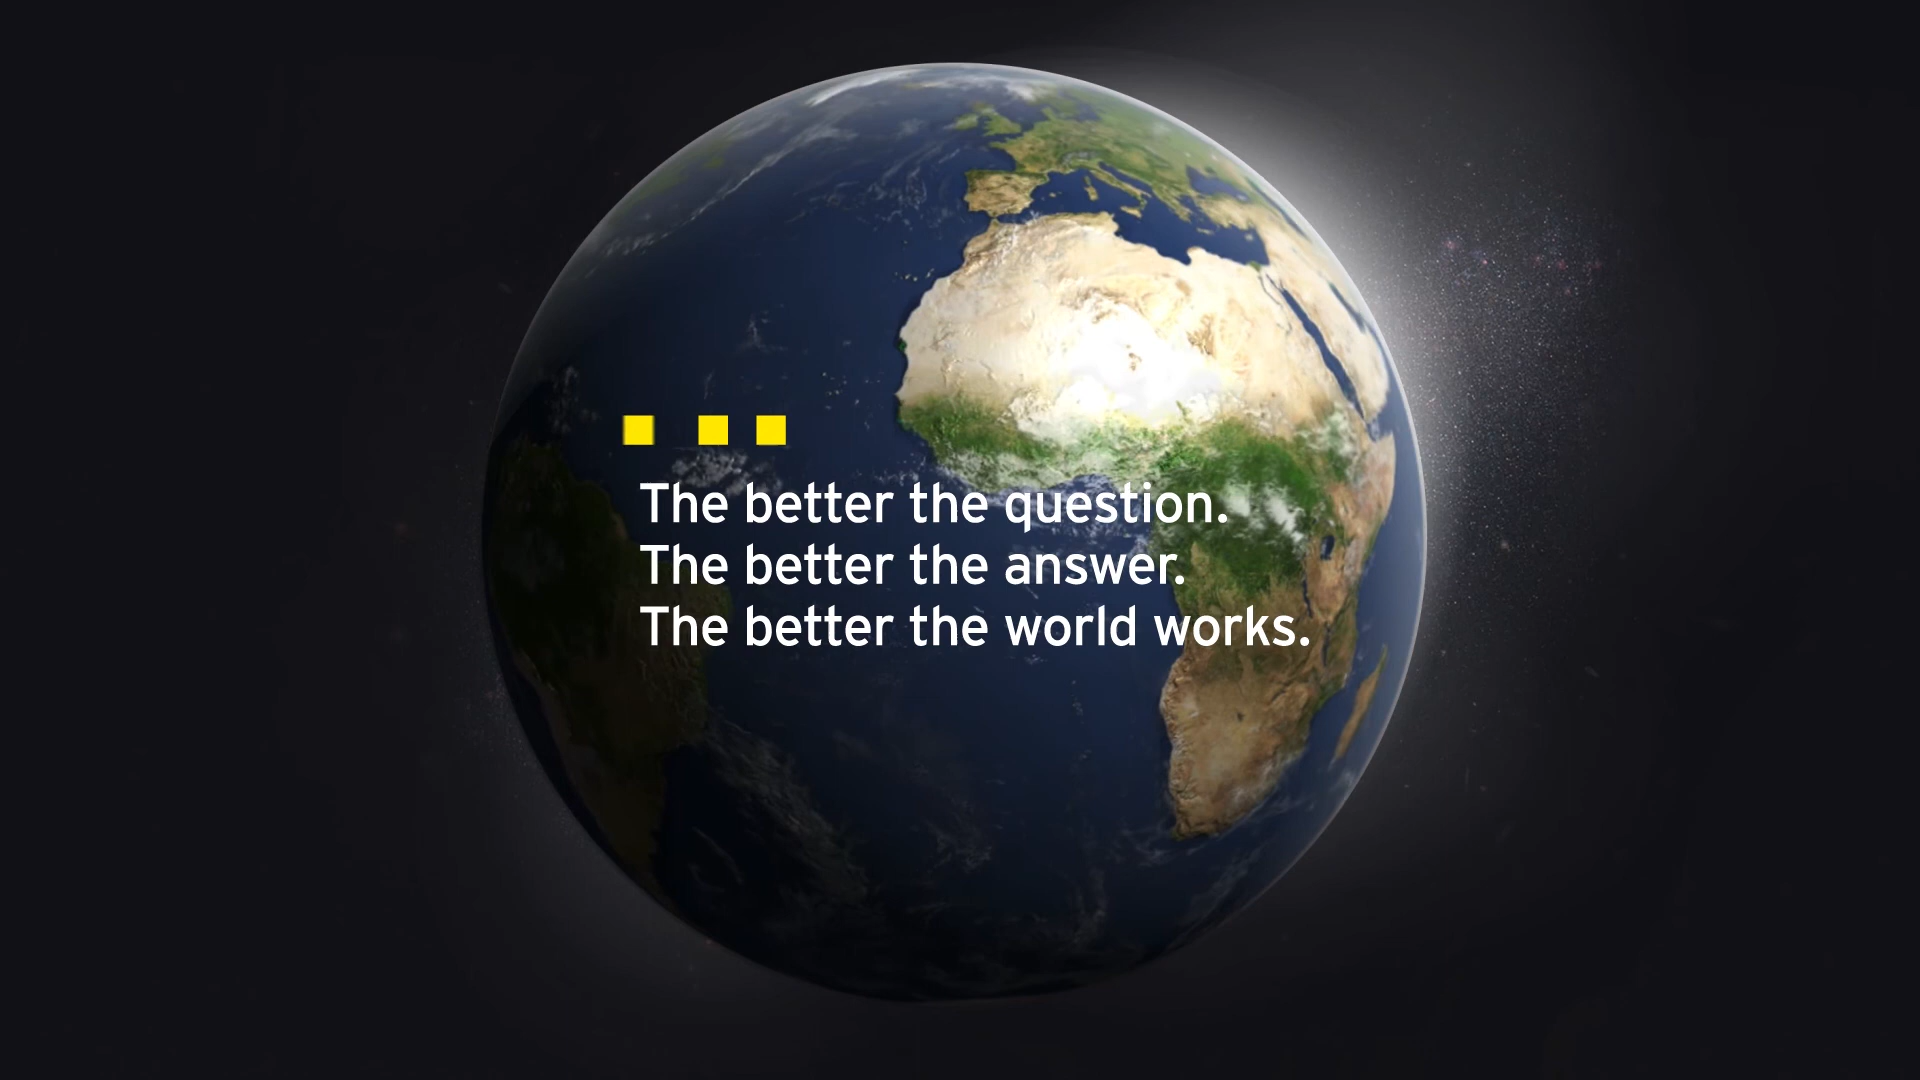 The better the question.
The better the answer.
The better the world works.